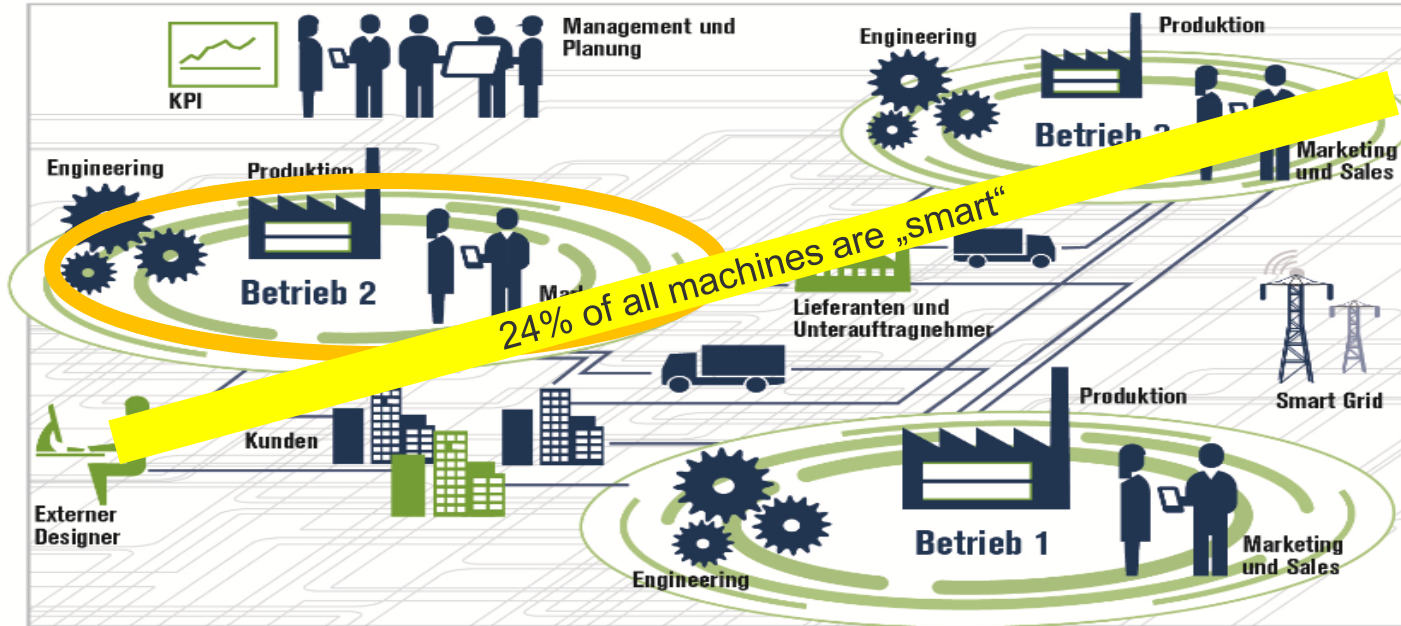 Management und
Planung
KPI
Engineering
Produktion
Betrieb
Marketing
und Sales
Engineering
Produktion
Betrieb 2
24% of all machines are „smart“
Lieferanten und
Unterauftragnehmer
Smart Grid
Kunden
Externer
Designer
Produktion
Betrieb 1
Engineering
Marketing
und Sales